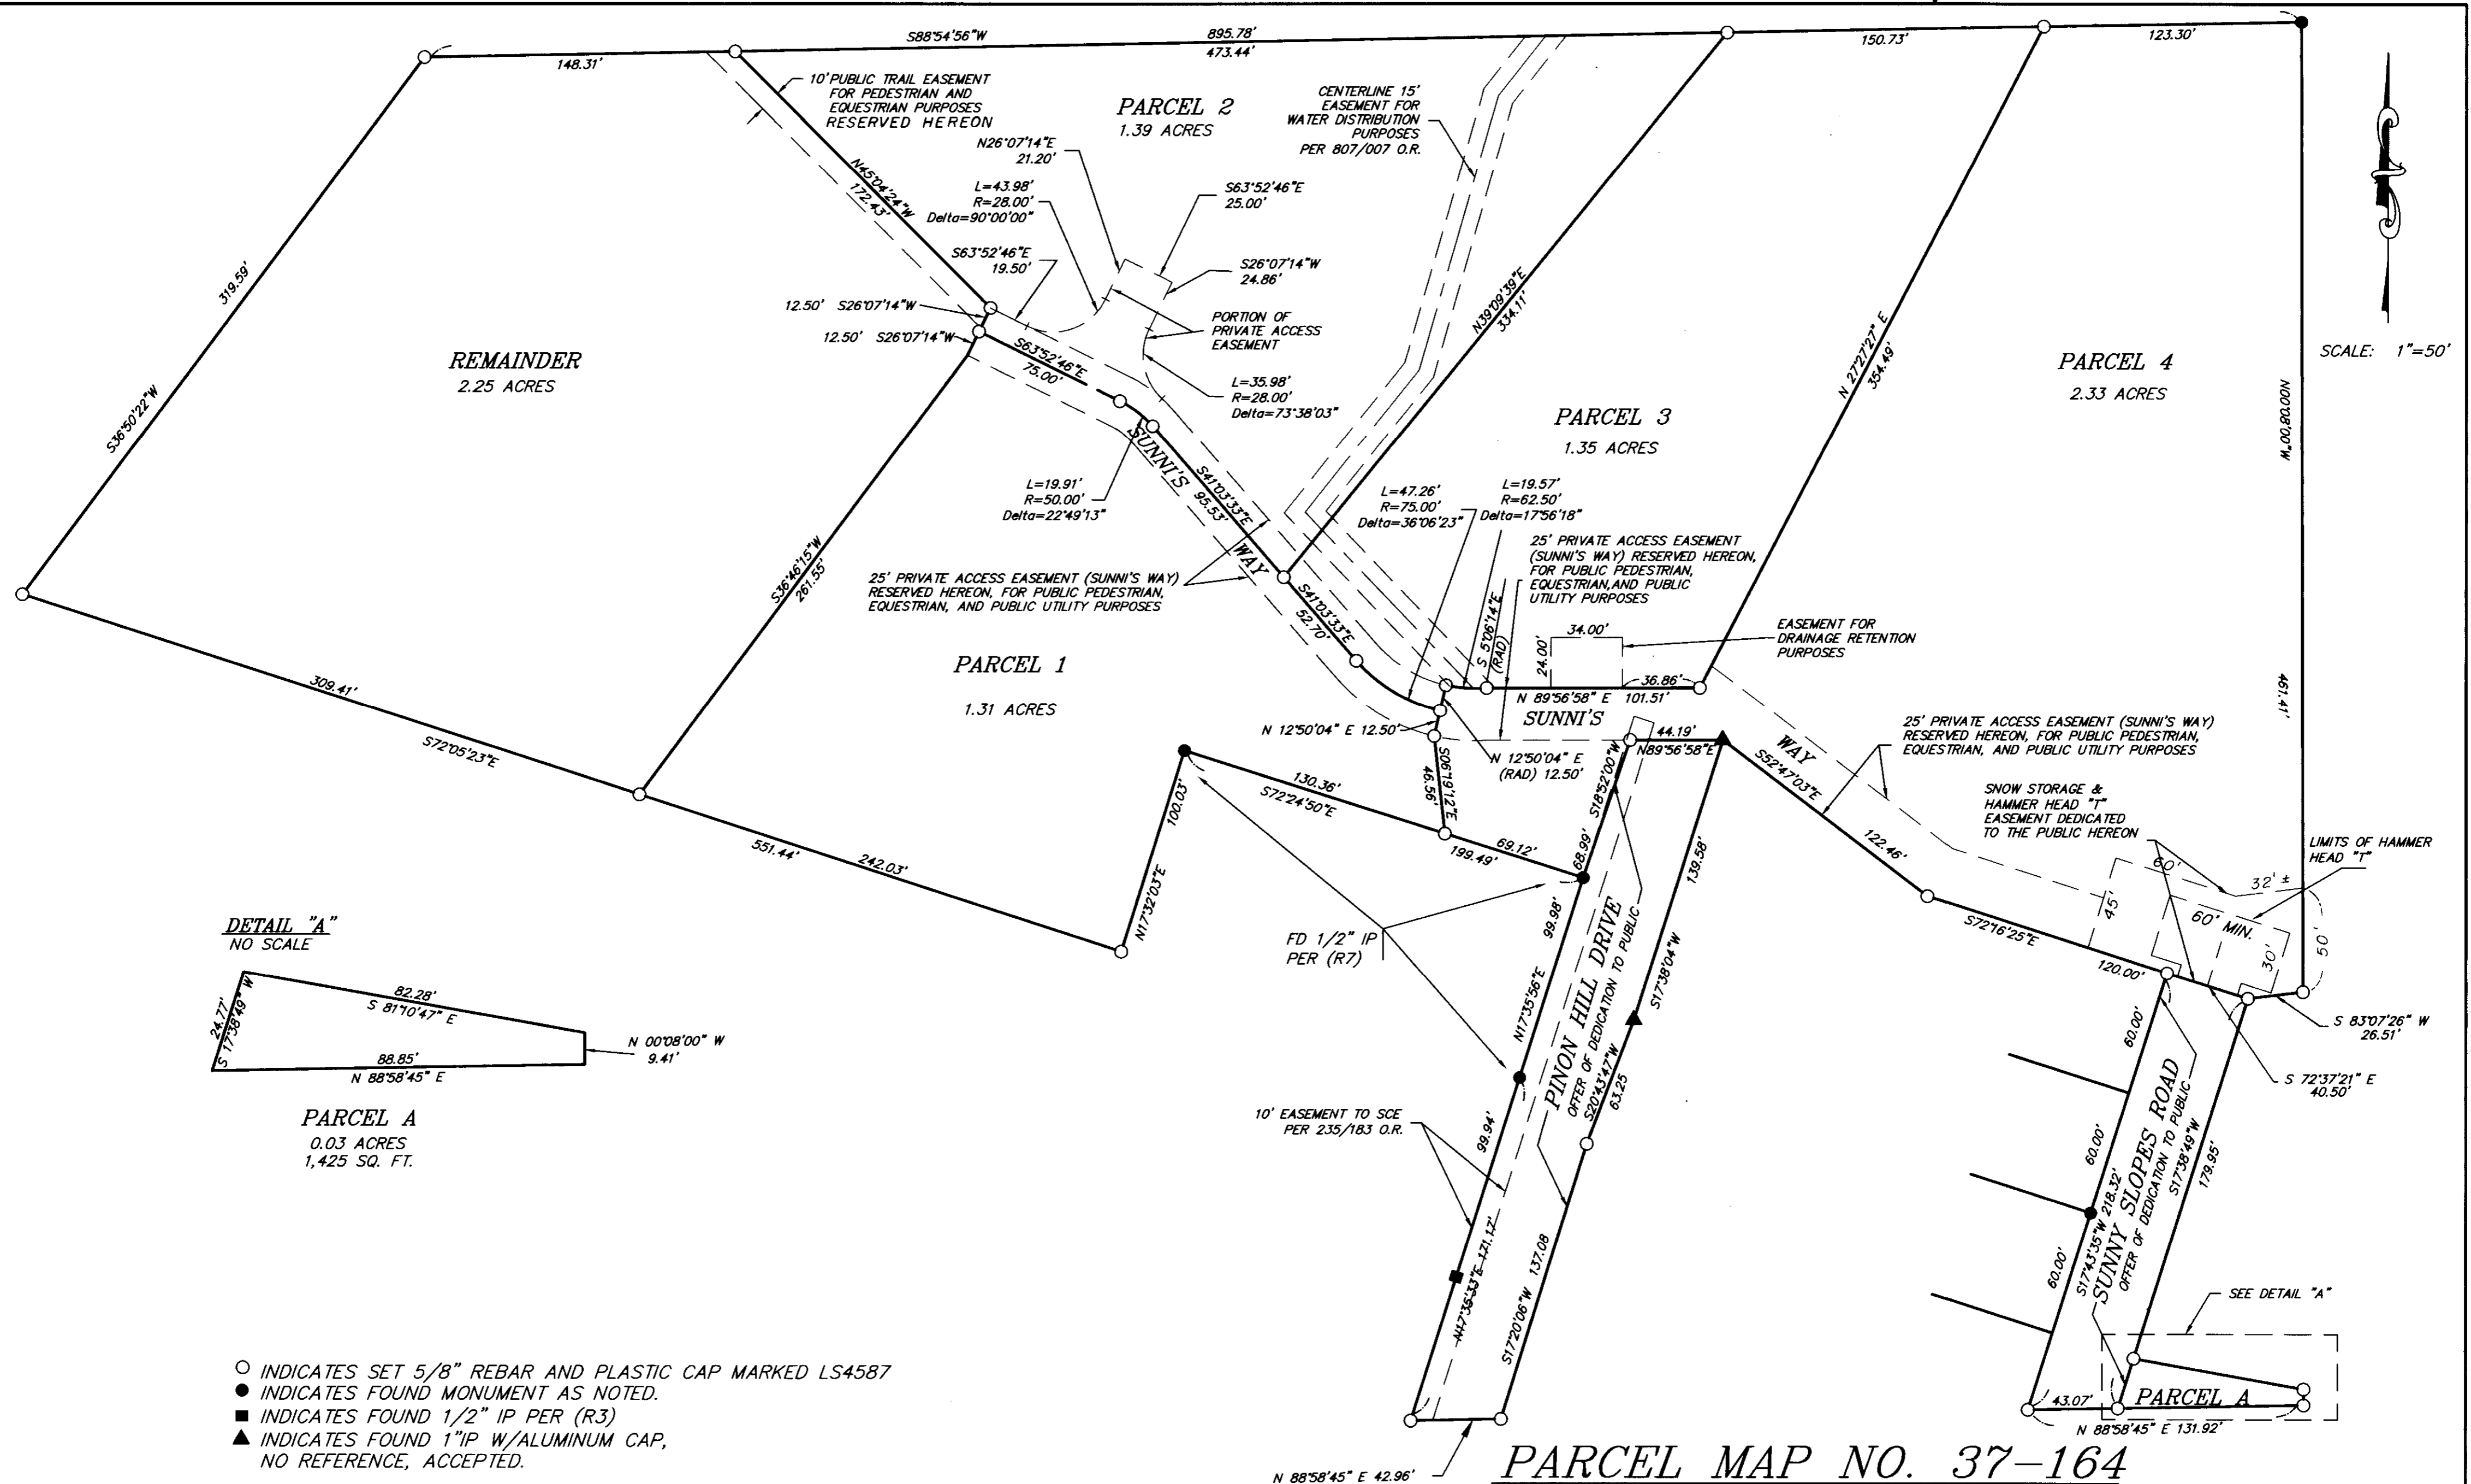 S88°54'56"W
895.78'
148.31'
473.44'
150.73'
123.30'
10' PUBLIC TRAIL EASEMENT
FOR PEDESTRIAN AND
EQUESTRIAN PURPOSES
RESERVED HEREON
PARCEL 2
1.39 ACRES
CENTERLINE 15'
EASEMENT FOR
WATER DISTRIBUTION
PURPOSES
PER 807/007 O.R.
N26°07'14"E
21.20'
L=43.98'
R=28.00'
Delta=90°00'00"
S63°52'46"E
25.00'
N45°04'24"W
172.43'
S63°52'46"E
19.50'
S26°07'14"W
24.86'
12.50' S26°07'14"W
12.50' S26°07'14"W
PORTION OF
PRIVATE ACCESS
EASEMENT
319.59'
S36°50'22"W
REMAINDER
2.25 ACRES
S63°52'46"E
75.00'
L=35.98'
R=28.00'
Delta=73°38'03"
N39°09'39"E
334.11'
N 27°27'27" E
354.49'
SCALE: 1"=50'
PARCEL 4
2.33 ACRES
N00°08'00"W
461.41'
PARCEL 3
1.35 ACRES
SUNNI'S
WAY
S41°03'33"E
95.53'
L=19.91'
R=50.00'
Delta=22°49'13"
L=47.26'
R=75.00'
Delta=36°06'23"
L=19.57'
R=62.50'
Delta=17°56'18"
25' PRIVATE ACCESS EASEMENT
(SUNNI'S WAY) RESERVED HEREON,
FOR PUBLIC PEDESTRIAN,
EQUESTRIAN,AND PUBLIC
UTILITY PURPOSES
S36°46'15"W
261.55'
25' PRIVATE ACCESS EASEMENT (SUNNI'S WAY)
RESERVED HEREON, FOR PUBLIC PEDESTRIAN,
EQUESTRIAN, AND PUBLIC UTILITY PURPOSES
S41°03'33"E
52.70'
S 5°06'14"E
(RAD)
34.00'
24.00'
EASEMENT FOR
DRAINAGE RETENTION
PURPOSES
PARCEL 1
1.31 ACRES
36.86'
N 89°56'58" E 101.51'
SUNNI'S
N 12°50'04" E 12.50'
N 12°50'04" E
(RAD) 12.50'
44.19'
N89°56'58"E
WAY
25' PRIVATE ACCESS EASEMENT (SUNNI'S WAY)
RESERVED HEREON, FOR PUBLIC PEDESTRIAN,
EQUESTRIAN, AND PUBLIC UTILITY PURPOSES
309.41'
S72°05'23"E
S06°19'12"E
46.56'
130.36'
S72°24'50"E
S18°52'00"W
68.99'
S52°47'03"E
122.46'
SNOW STORAGE &
HAMMER HEAD "T"
EASEMENT DEDICATED
TO THE PUBLIC HEREON
LIMITS OF HAMMER
HEAD "T"
100.03'
N17°32'03"E
551.44'
242.03'
69.12'
199.49'
139.58'
S17°38'04"W
60'
32' ±
45'
60' MIN.
30'
50'
S72°16'25"E
120.00'
DETAIL "A"
NO SCALE
82.28'
S 81°10'47" E
24.77'
S 17°38'49" W
88.85'
N 88°58'45" E
N 00°08'00" W
9.41'
PARCEL A
0.03 ACRES
1,425 SQ. FT.
FD 1/2" IP
PER (R7)
99.98'
N17°35'56"E
PINON HILL DRIVE
OFFER OF DEDICATION TO PUBLIC
S20°43'47"W
63.25
S 83°07'26" W
26.51'
S 72°37'21" E
40.50'
10' EASEMENT TO SCE
PER 235/183 O.R.
99.94'
N17°35'33"E 171.17'
S17°20'06"W 137.08
60.00'
60.00'
60.00'
S17°43'35"W 218.32'
SUNNY SLOPES ROAD
OFFER OF DEDICATION TO PUBLIC
S17°38'49"W
179.95'
SEE DETAIL "A"
43.07'
PARCEL A
N 88°58'45" E 131.92'
N 88°58'45" E 42.96'
INDICATES SET 5/8" REBAR AND PLASTIC CAP MARKED LS4587
INDICATES FOUND MONUMENT AS NOTED.
INDICATES FOUND 1/2" IP PER (R3)
INDICATES FOUND 1"IP W/ALUMINUM CAP,
NO REFERENCE, ACCEPTED.
PARCEL MAP NO. 37-164